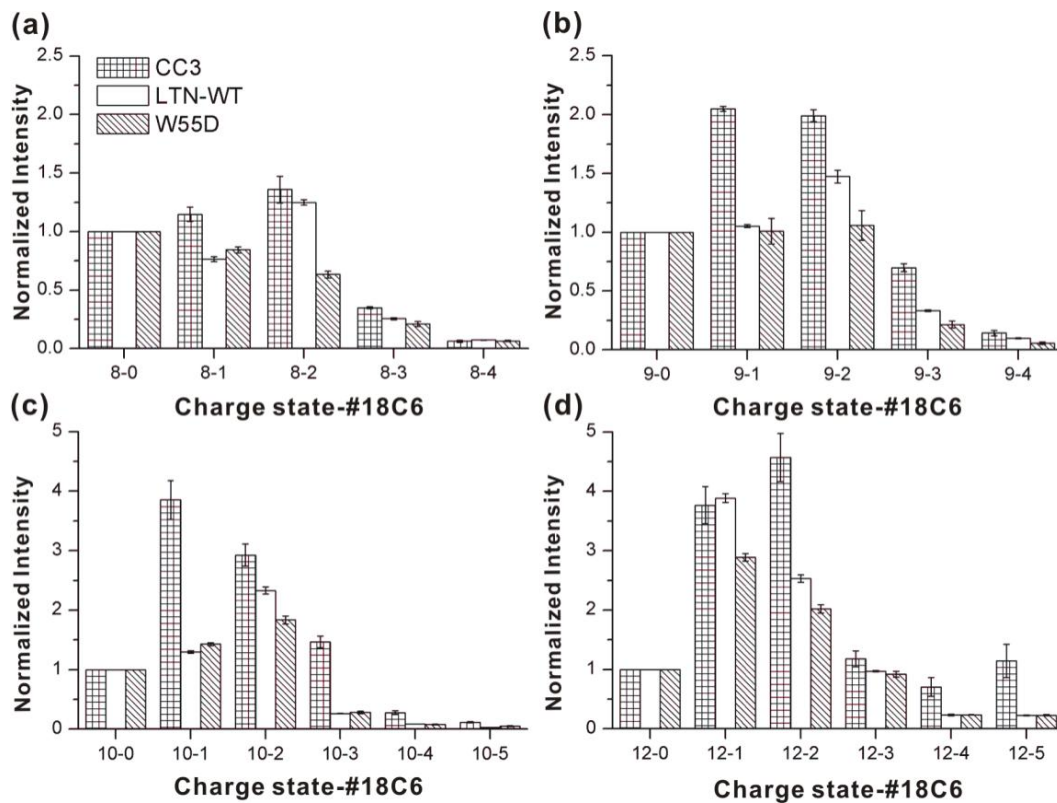 (a)
2.5
2.0
1.5
1.0
0.5
0.0
Normalized Intensity
CC3
LTN-WT
W55D
8-0 8-1 8-2 8-3 8-4
Charge state-#18C6
(b)
2.5
2.0
1.5
1.0
0.5
0.0
Normalized Intensity
9-0 9-1 9-2 9-3 9-4
Charge state-#18C6
(c)
5
4
3
2
1
0
Normalized Intensity
10-0 10-1 10-2 10-3 10-4 10-5
Charge state-#18C6
(d)
5
4
3
2
1
0
Normalized Intensity
12-0 12-1 12-2 12-3 12-4 12-5
Charge state-#18C6